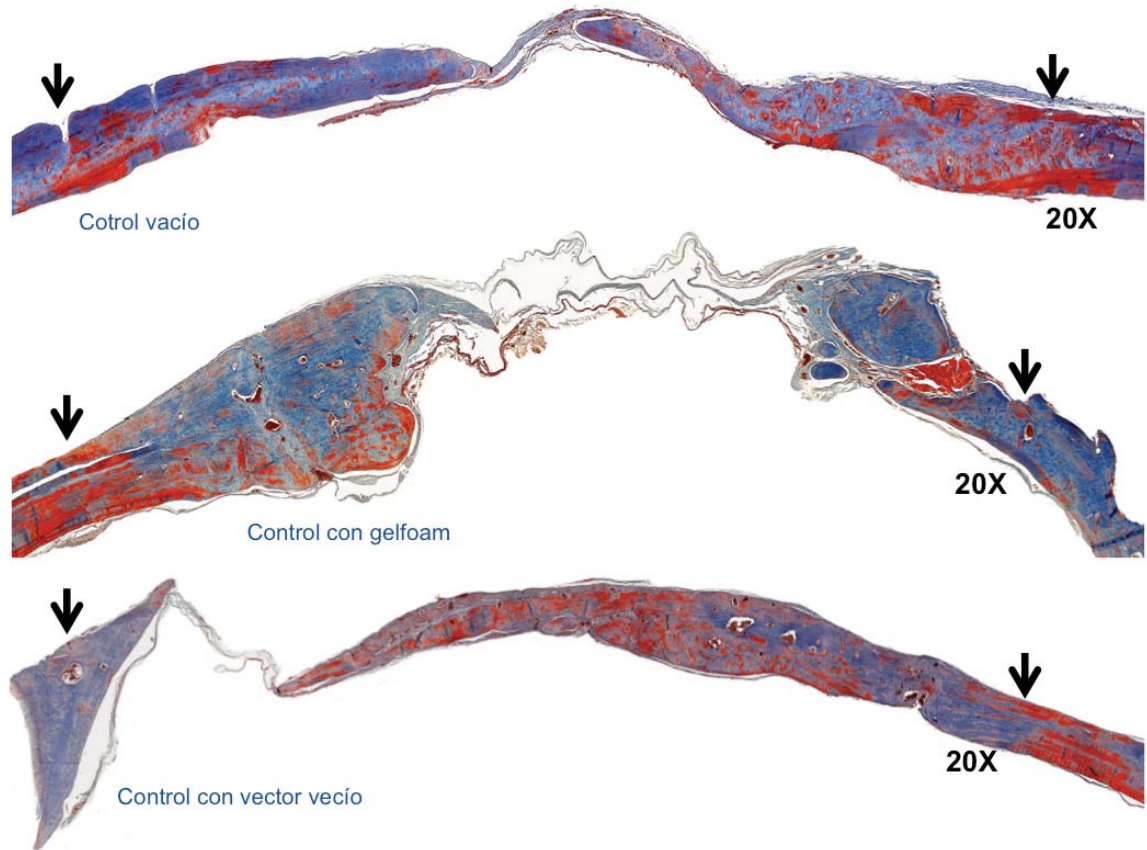 Cotrol vacío
20X
Control con gelfoam
20X
Control con vector vecío
20X